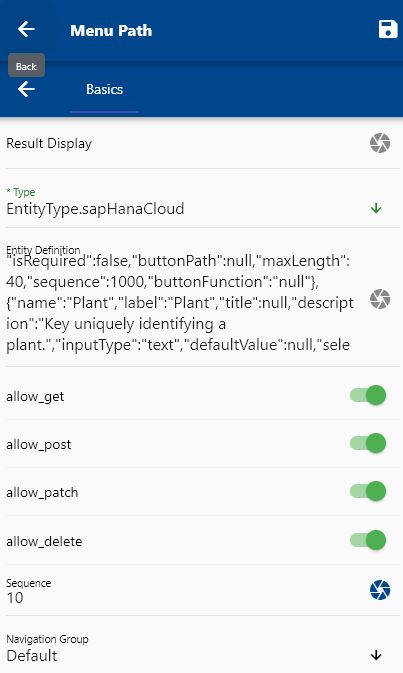 Menu Path
Back
Basics
Result Display
* Type
EntityType.sapHanaCloud
Entity Definition
"isRequired":false,"buttonPath":null,"maxLength":
40,"sequence":1000,"buttonFunction":"null"},
{"name":"Plant","label":"Plant","title":null,"descript
ion":"Key uniquely identifying a
plant.","inputType":"text","defaultValue":null,"sele
allow_get
allow_post
allow_patch
allow_delete
Sequence
10
Navigation Group
Default